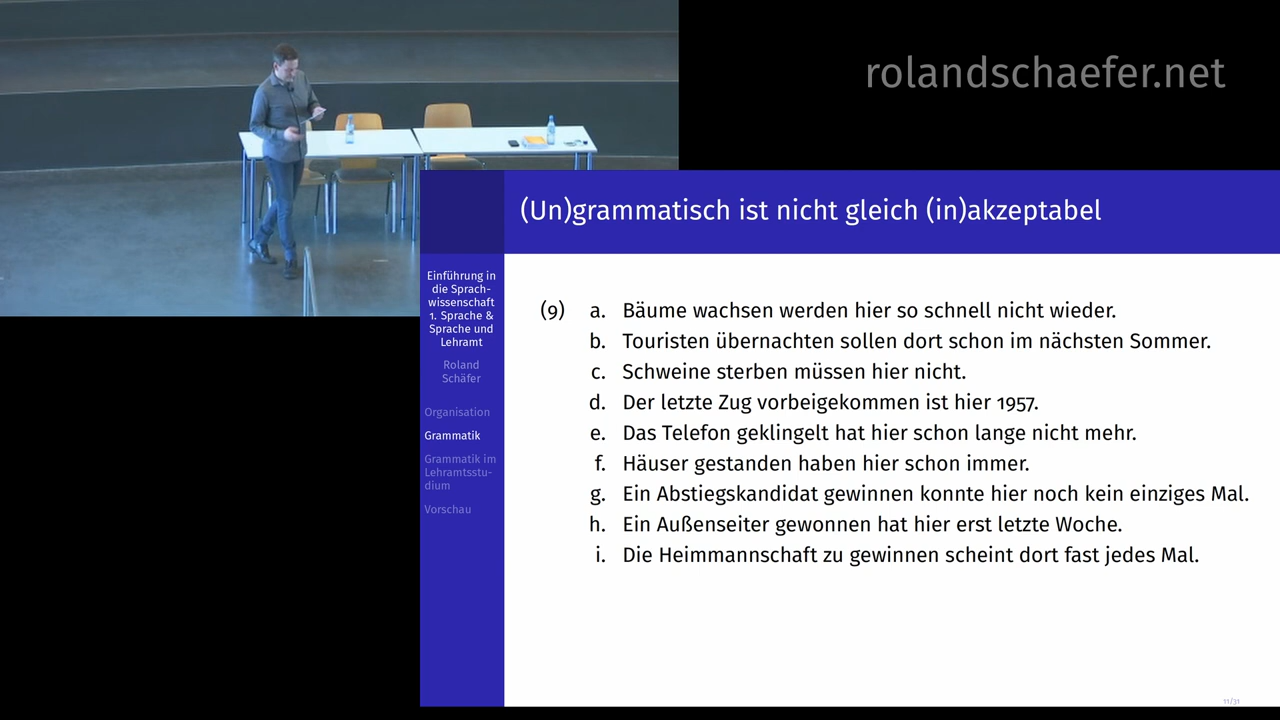 rolandschaefer.net
(Un)grammatisch ist nicht gleich (in)akzeptabel
Einführung in
die Sprach-
wissenschaft
1. Sprache &
Sprache und
Lehramt
Roland
Schäfer
Organisation
Grammatik
Grammatik im
Lehramtsstu-
dium
Vorschau
(9) a. Bäume wachsen werden hier so schnell nicht wieder.
b. Touristen übernachten sollen dort schon im nächsten Sommer.
c. Schweine sterben müssen hier nicht.
d. Der letzte Zug vorbeigekommen ist hier 1957.
e. Das Telefon geklingelt hat hier schon lange nicht mehr.
f. Häuser gestanden haben hier schon immer.
g. Ein Abstiegskandidat gewinnen konnte hier noch kein einziges Mal.
h. Ein Außenseiter gewonnen hat hier erst letzte Woche.
i. Die Heimmannschaft zu gewinnen scheint dort fast jedes Mal.
11/31